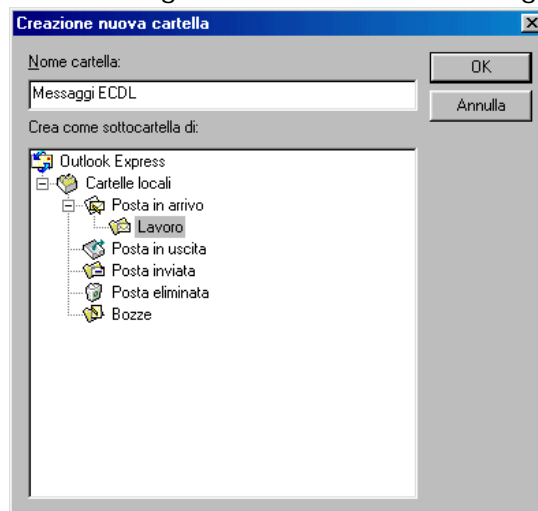 Creazione nuova cartella
Nome cartella:
Messaggi ECDL
OK
Annulla
Crea come sottocartella di:
Outlook Express
Cartelle locali
Posta in arrivo
Lavoro
Posta in uscita
Posta inviata
Posta eliminata
Bozze